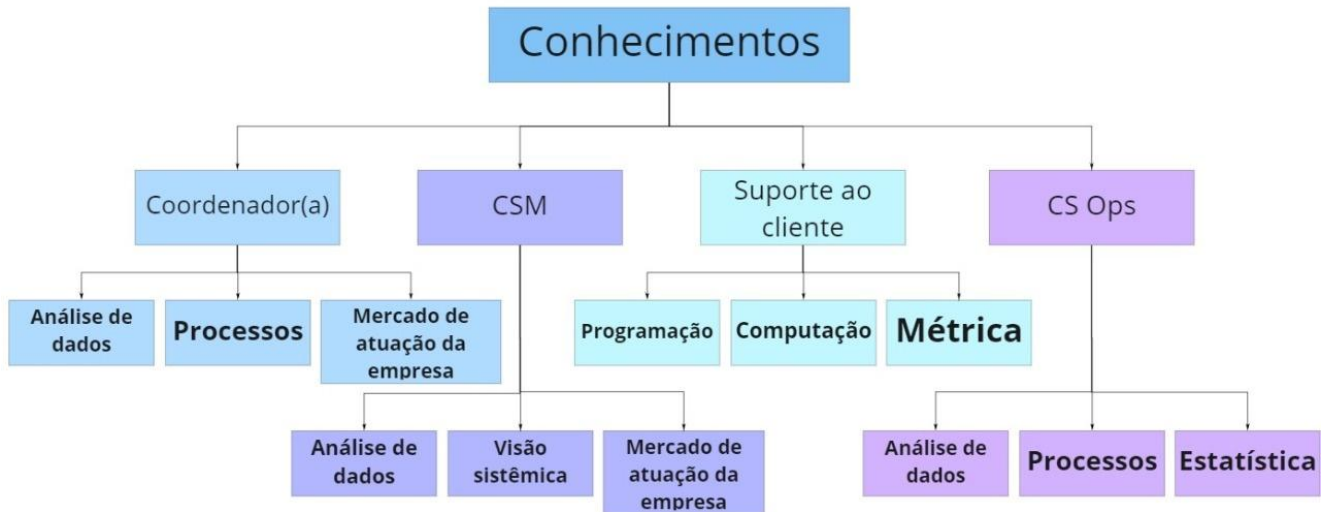 Conhecimentos
Coordenador(a)
CSM
Suporte ao
cliente
CS Ops
Análise de
dados
Processos
Mercado de
atuação da
empresa
Programação
Computação
Métrica
Análise de
dados
Visão
sistêmica
Mercado de
atuação da
empresa
Análise de
dados
Processos
Estatística